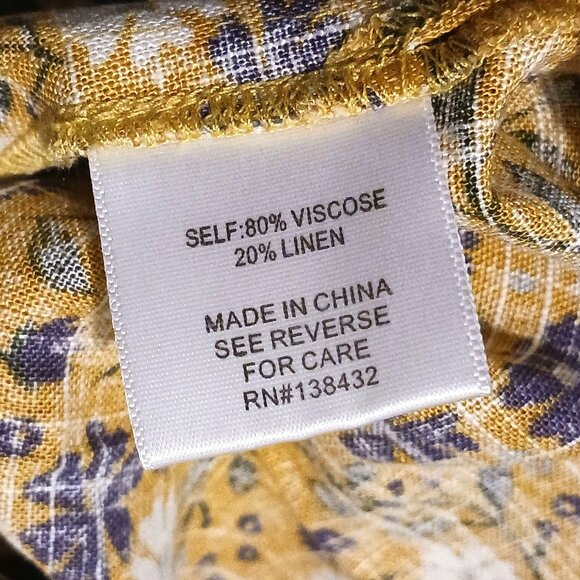 SELF:80% VISCOSE
20% LINEN
MADE IN CHINA
SEE REVERSE
FOR CARE
RN#138432